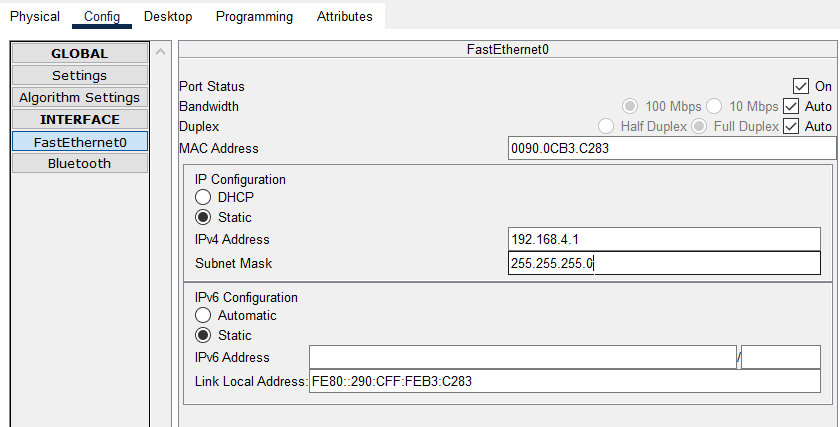 Physical Config Desktop Programming Attributes
GLOBAL
Settings
Algorithm Settings
INTERFACE
FastEthernet0
Bluetooth
FastEthernet0
Port Status On
Bandwidth 100 Mbps 10 Mbps Auto
Duplex Half Duplex Full Duplex Auto
MAC Address 0090.0CB3.C283
IP Configuration
DHCP
Static
IPv4 Address 192.168.4.1
Subnet Mask 255.255.255.0
IPv6 Configuration
Automatic
Static
IPv6 Address /
Link Local Address: FE80::290:CFF:FEB3:C283